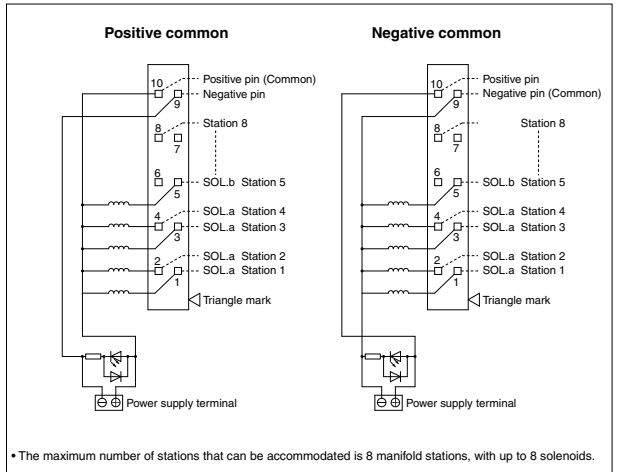 Positive common
10
Positive pin (Common)
9
Negative pin
8
Station 8
7
6
SOL.b Station 5
5
SOL.a Station 4
4
SOL.a Station 3
3
SOL.a Station 2
2
SOL.a Station 1
1
Triangle mark
⊖ ⊕ Power supply terminal
Negative common
10
Positive pin
9
Negative pin (Common)
8
Station 8
7
6
SOL.b Station 5
5
SOL.a Station 4
4
SOL.a Station 3
3
SOL.a Station 2
2
SOL.a Station 1
1
Triangle mark
⊖ ⊕ Power supply terminal
• The maximum number of stations that can be accommodated is 8 manifold stations, with up to 8 solenoids.